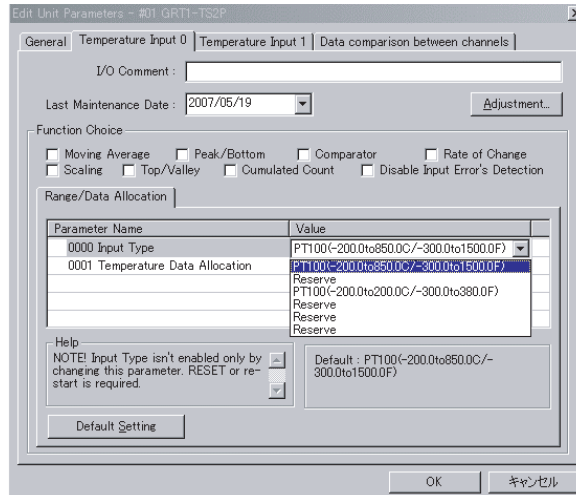 Edit Unit Parameters - #01 GRT1-TS2P
General Temperature Input 0 Temperature Input 1 Data comparison between channels
I/O Comment :
Last Maintenance Date : 2007/05/19 Adjustment...
Function Choice
Moving Average Peak/Bottom Comparator Rate of Change
Scaling Top/Valley Cumulated Count Disable Input Error's Detection
Range/Data Allocation
Parameter Name Value
0000 Input Type PT100(-200.0to850.0C/-300.0to1500.0F)
0001 Temperature Data Allocation PT100(-200.0to850.0C/-300.0to1500.0F)
Reserve
PT100(-200.0to200.0C/-300.0to380.0F)
Reserve
Reserve
Reserve
Help
NOTE! Input Type isn't enabled only by
changing this parameter. RESET or re-
start is required.
Default : PT100(-200.0to850.0C/-
300.0to1500.0F)
Default Setting
OK キャンセル